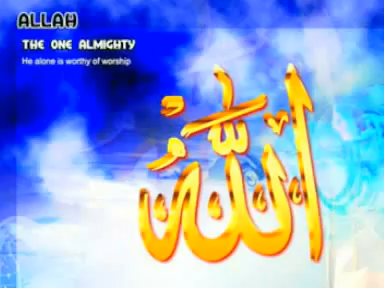 ALLAH
THE ONE ALMIGHTY
He alone is worthy of worship
الله